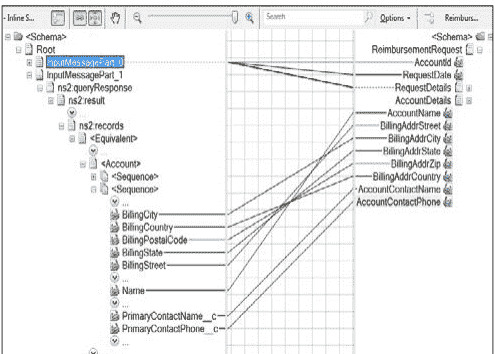 - Inline S...
Search
Options
Reimburs...
<Schema>
Root
InputMessagePart_0
InputMessagePart_1
ns2:queryResponse
ns2:result
...
ns2:records
<Equivalent>
...
<Account>
<Sequence>
<Sequence>
...
BillingCity
BillingCountry
BillingPostalCode
BillingState
BillingStreet
...
Name
...
PrimaryContactName__c
PrimaryContactPhone__c
...
<Schema>
ReimbursementRequest
AccountId
RequestDate
RequestDetails
AccountDetails
AccountName
BillingAddrStreet
BillingAddrCity
BillingAddrState
BillingAddrZip
BillingAddrCountry
AccountContactName
AccountContactPhone